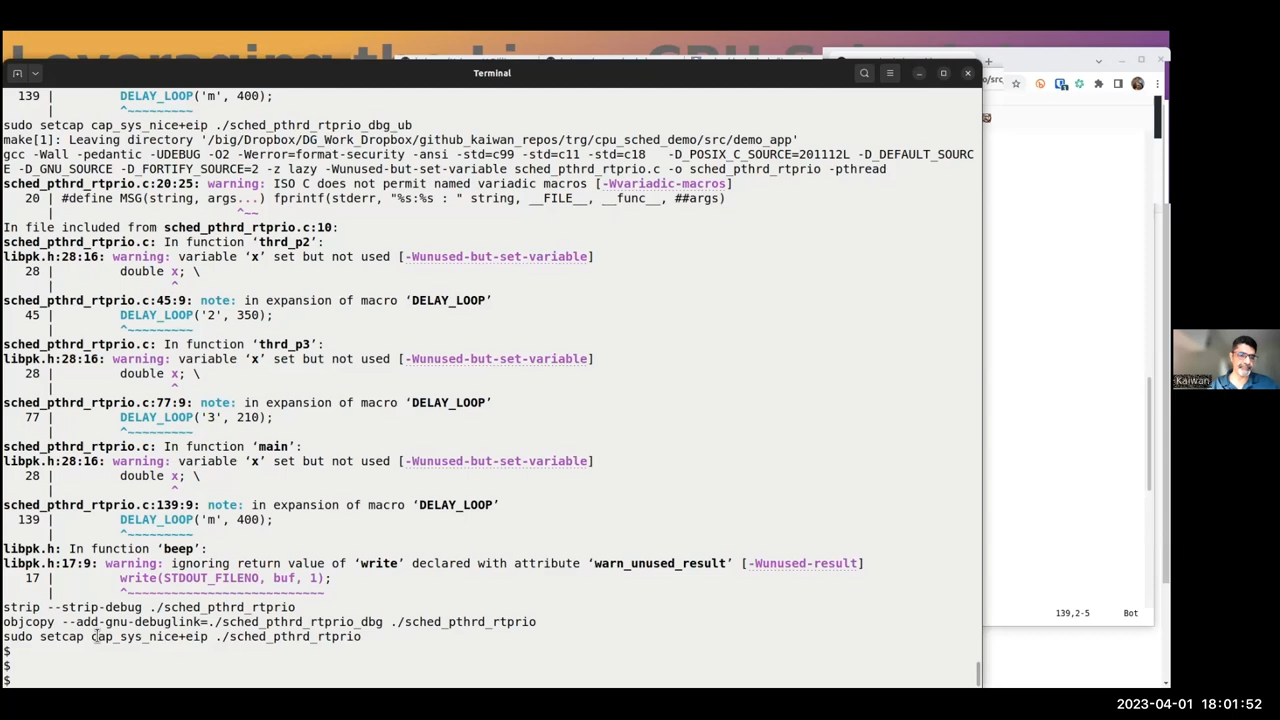 Terminal
139 |         DELAY_LOOP('m', 400);
    |         ^~~~~~~~~~
sudo setcap cap_sys_nice+eip ./sched_pthrd_rtprio_dbg_ub
make[1]: Leaving directory '/big/Dropbox/DG_Work_Dropbox/github_kaiwan_repos/trg/cpu_sched_demo/src/demo_app'
gcc -Wall -pedantic -UDEBUG -O2 -Werror=format-security -ansi -std=c99 -std=c11 -std=c18   -D_POSIX_C_SOURCE=201112L -D_DEFAULT_SOURC
E -D_GNU_SOURCE -D_FORTIFY_SOURCE=2 -z lazy -Wunused-but-set-variable sched_pthrd_rtprio.c -o sched_pthrd_rtprio -pthread
sched_pthrd_rtprio.c:20:25: warning: ISO C does not permit named variadic macros [-Wvariadic-macros]
20 | #define MSG(string, args...) fprintf(stderr, "%s:%s : " string, __FILE__, __func__, ##args)
   |                         ^~~
In file included from sched_pthrd_rtprio.c:10:
sched_pthrd_rtprio.c: In function ‘thrd_p2’:
libpk.h:28:16: warning: variable ‘x’ set but not used [-Wunused-but-set-variable]
28 |         double x; \
   |                ^
sched_pthrd_rtprio.c:45:9: note: in expansion of macro ‘DELAY_LOOP’
45 |         DELAY_LOOP('2', 350);
   |         ^~~~~~~~~~
sched_pthrd_rtprio.c: In function ‘thrd_p3’:
libpk.h:28:16: warning: variable ‘x’ set but not used [-Wunused-but-set-variable]
28 |         double x; \
   |                ^
sched_pthrd_rtprio.c:77:9: note: in expansion of macro ‘DELAY_LOOP’
77 |         DELAY_LOOP('3', 210);
   |         ^~~~~~~~~~
sched_pthrd_rtprio.c: In function ‘main’:
libpk.h:28:16: warning: variable ‘x’ set but not used [-Wunused-but-set-variable]
28 |         double x; \
   |                ^
sched_pthrd_rtprio.c:139:9: note: in expansion of macro ‘DELAY_LOOP’
139 |         DELAY_LOOP('m', 400);
    |         ^~~~~~~~~~
libpk.h: In function ‘beep’:
libpk.h:17:9: warning: ignoring return value of ‘write’ declared with attribute ‘warn_unused_result’ [-Wunused-result]
17 |         write(STDOUT_FILENO, buf, 1);
   |         ^~~~~~~~~~~~~~~~~~~~~~~~~~~~
strip --strip-debug ./sched_pthrd_rtprio
objcopy --add-gnu-debuglink=./sched_pthrd_rtprio_dbg ./sched_pthrd_rtprio
sudo setcap cap_sys_nice+eip ./sched_pthrd_rtprio
$
$
$
139,2-5 Bot
Kaiwan
2023-04-01 18:01:52